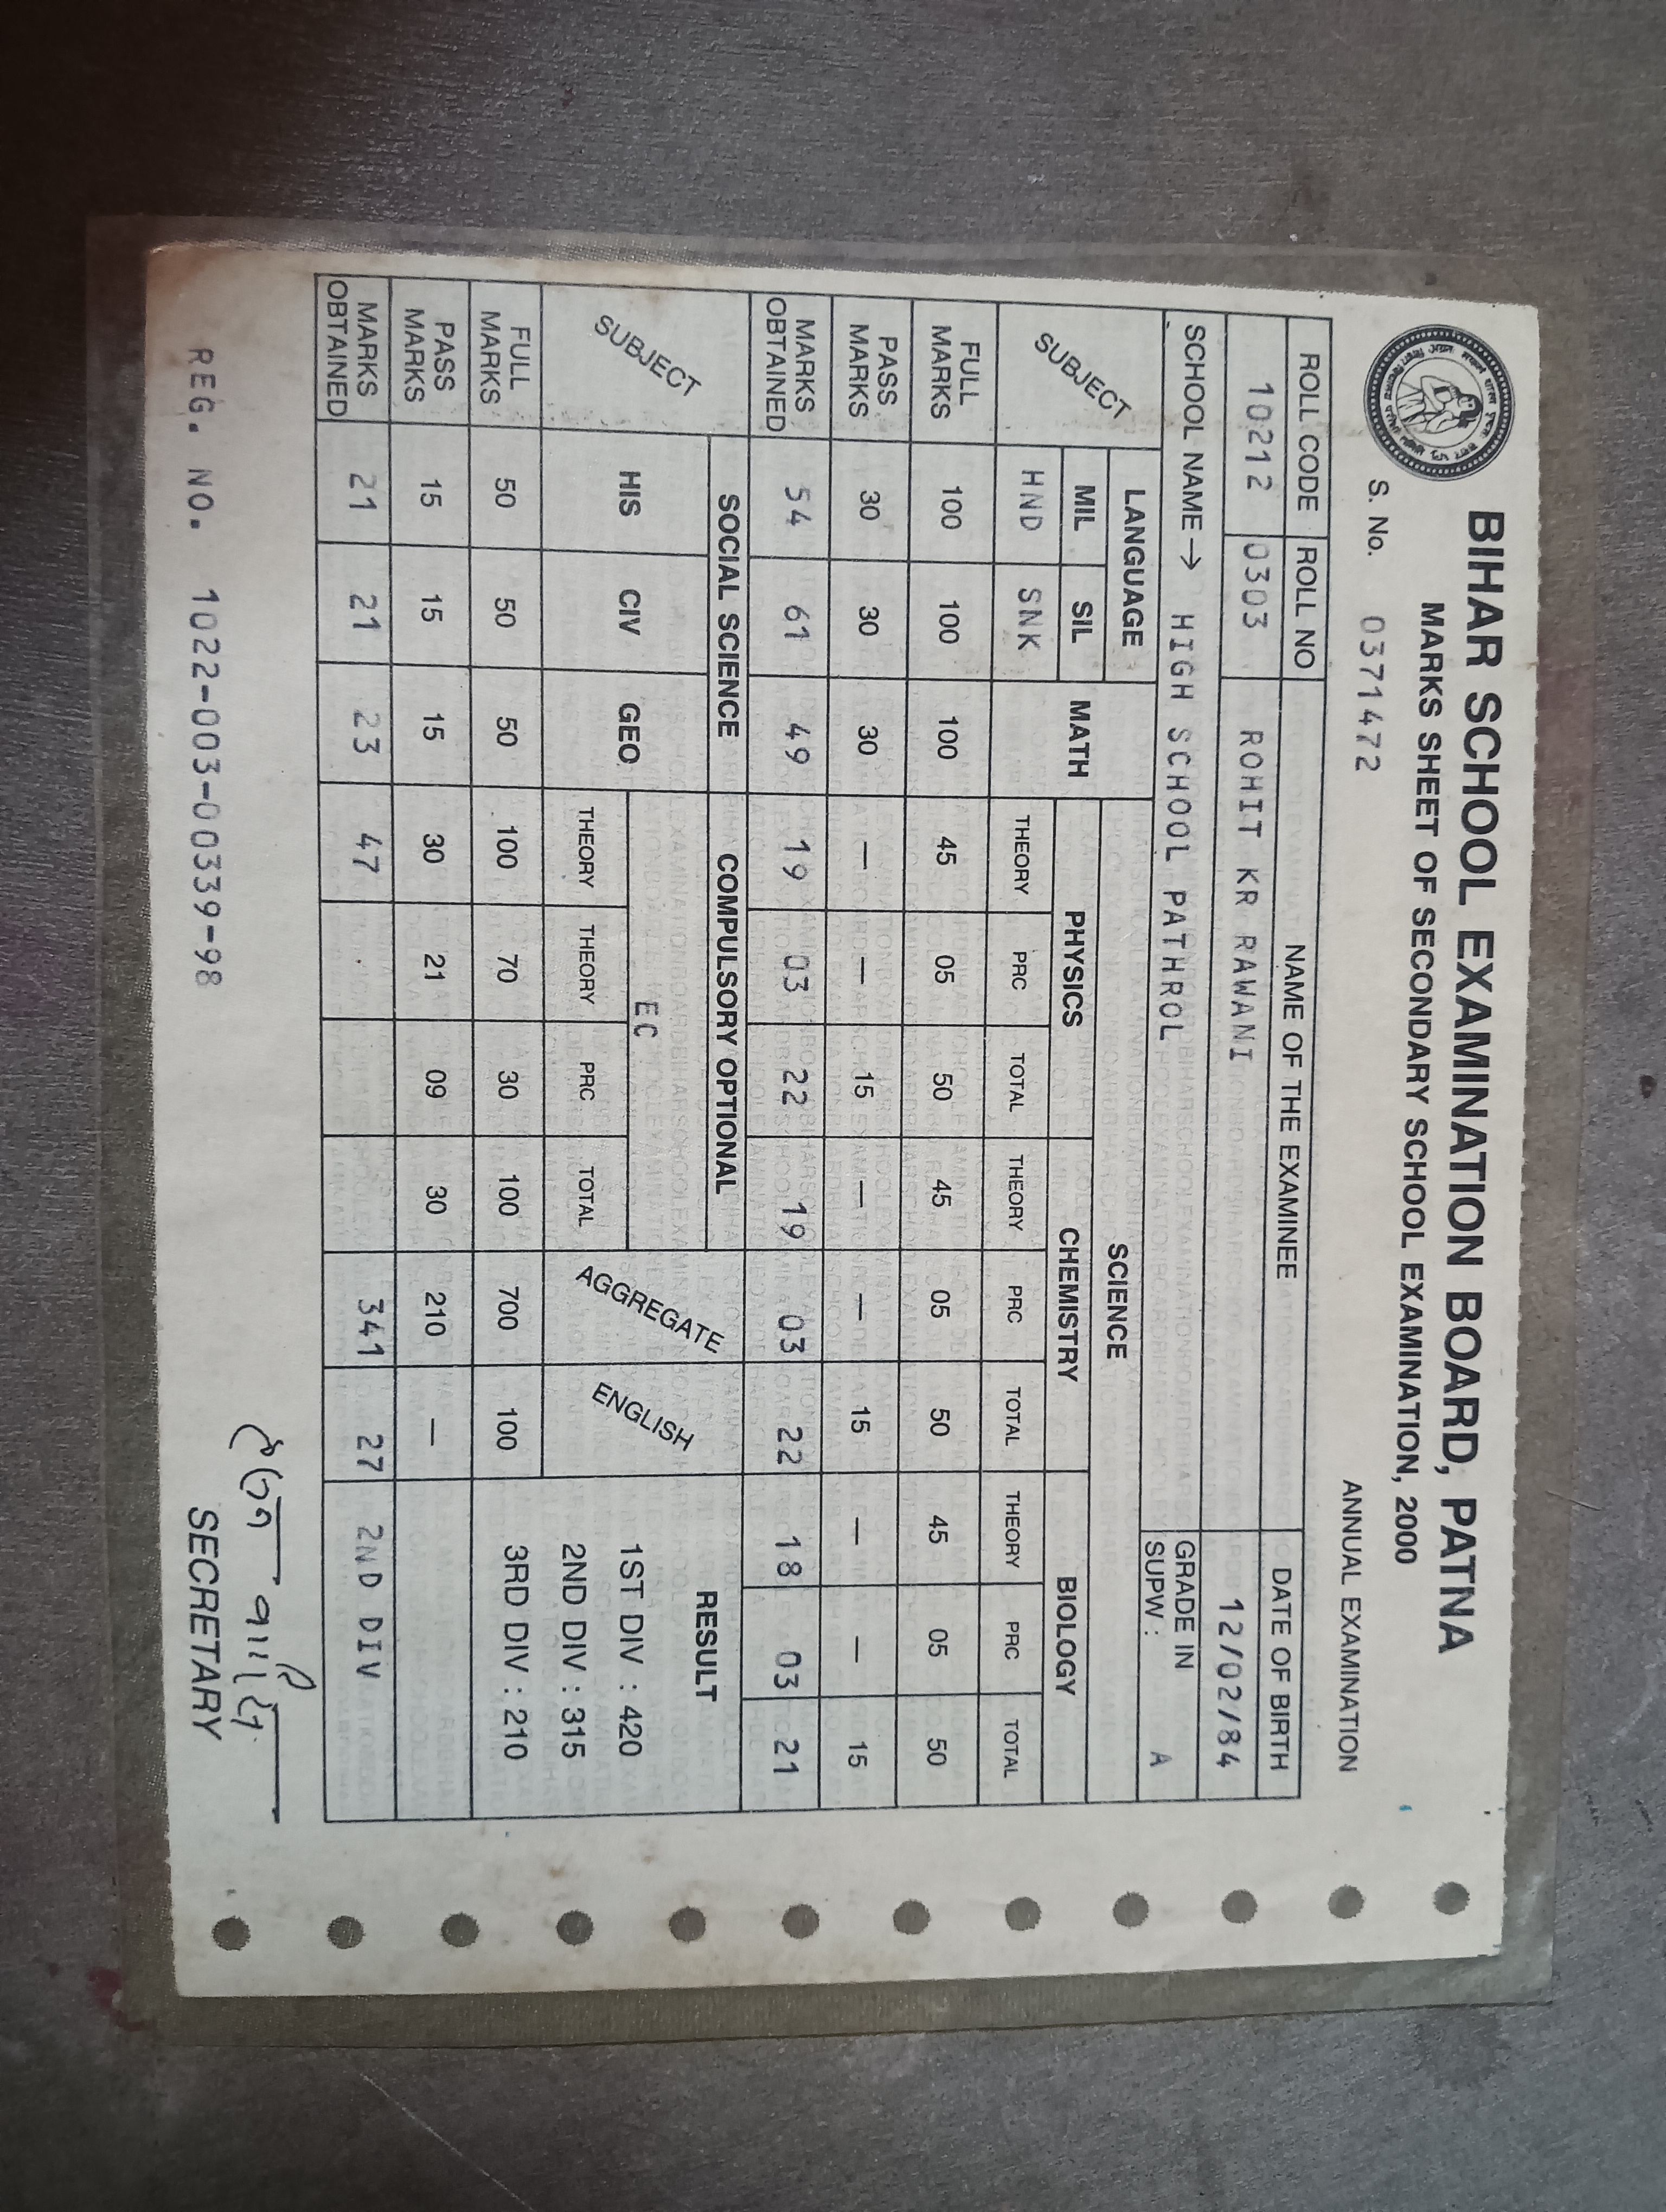 BIHAR SCHOOL EXAMINATION BOARD, PATNA
MARKS SHEET OF SECONDARY SCHOOL EXAMINATION, 2000
S. No. 0371472 ANNUAL EXAMINATION
ROLL CODE ROLL NO NAME OF THE EXAMINEE DATE OF BIRTH
10212 0303 ROHIT KR RAWANI 12/02/84
SCHOOL NAME → HIGH SCHOOL PATHROL GRADE IN SUPW : A
SUBJECT LANGUAGE MATH SCIENCE
MIL SIL PHYSICS CHEMISTRY BIOLOGY
HND SNK THEORY PRC TOTAL THEORY PRC TOTAL THEORY PRC TOTAL
FULL MARKS 100 100 100 45 05 50 45 05 50 45 05 50
PASS MARKS 30 30 30 — — 15 — — 15 — — 15
MARKS OBTAINED 54 61 49 19 03 22 19 03 22 18 03 21
SUBJECT SOCIAL SCIENCE COMPULSORY OPTIONAL AGGREGATE ENGLISH RESULT
HIS CIV GEO EC 1ST DIV : 420
THEORY THEORY PRC TOTAL 2ND DIV : 315
FULL MARKS 50 50 50 100 70 30 100 700 100 3RD DIV : 210
PASS MARKS 15 15 15 30 21 09 30 210 —
MARKS OBTAINED 21 21 23 47 341 27 2ND DIV
REG. NO. 1022-003-00339-98
SECRETARY